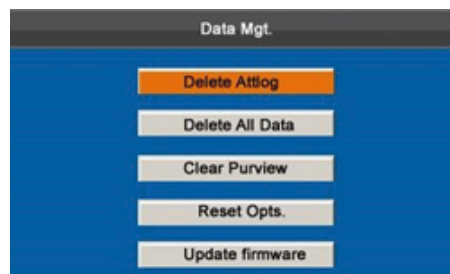 Data Mgt.
Delete Attlog
Delete All Data
Clear Purview
Reset Opts.
Update firmware